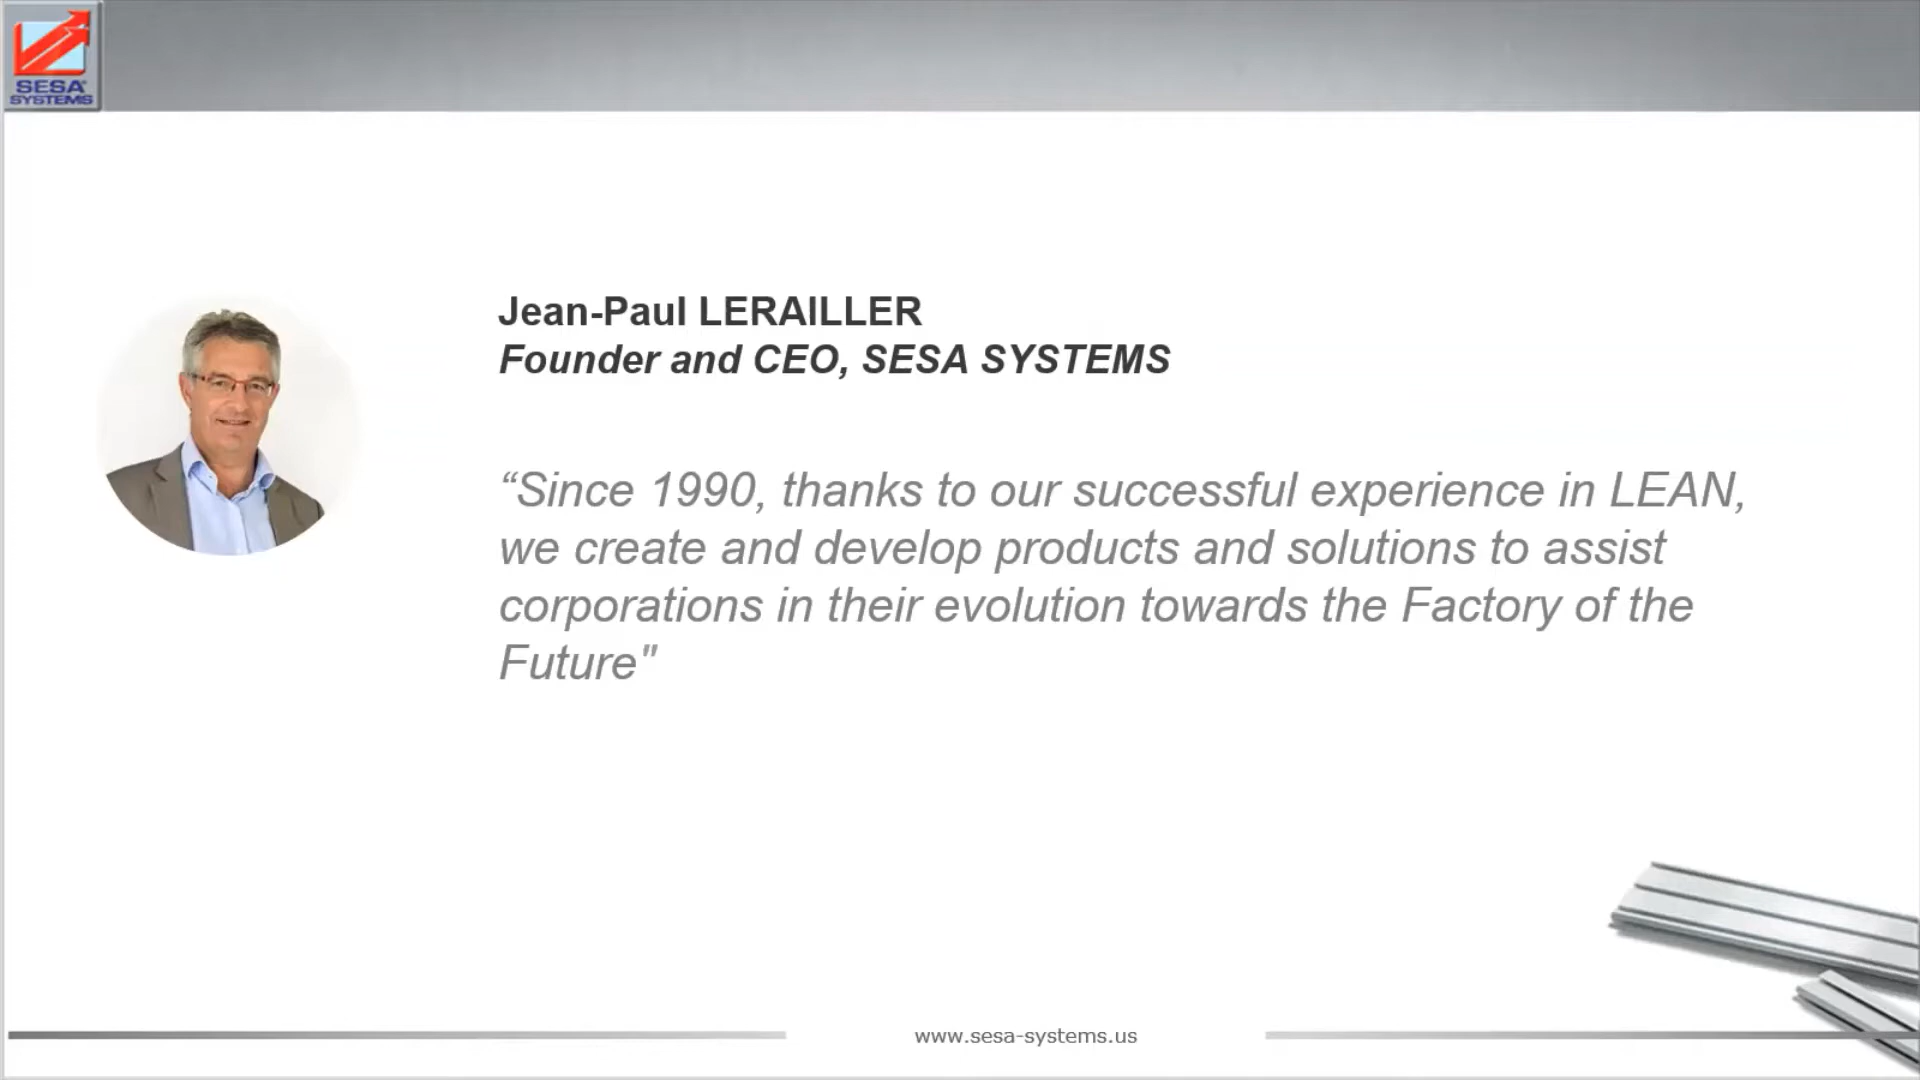 SESA®
SYSTEMS
Jean-Paul LERAILLER
Founder and CEO, SESA SYSTEMS
“Since 1990, thanks to our successful experience in LEAN,
we create and develop products and solutions to assist
corporations in their evolution towards the Factory of the
Future"
www.sesa-systems.us